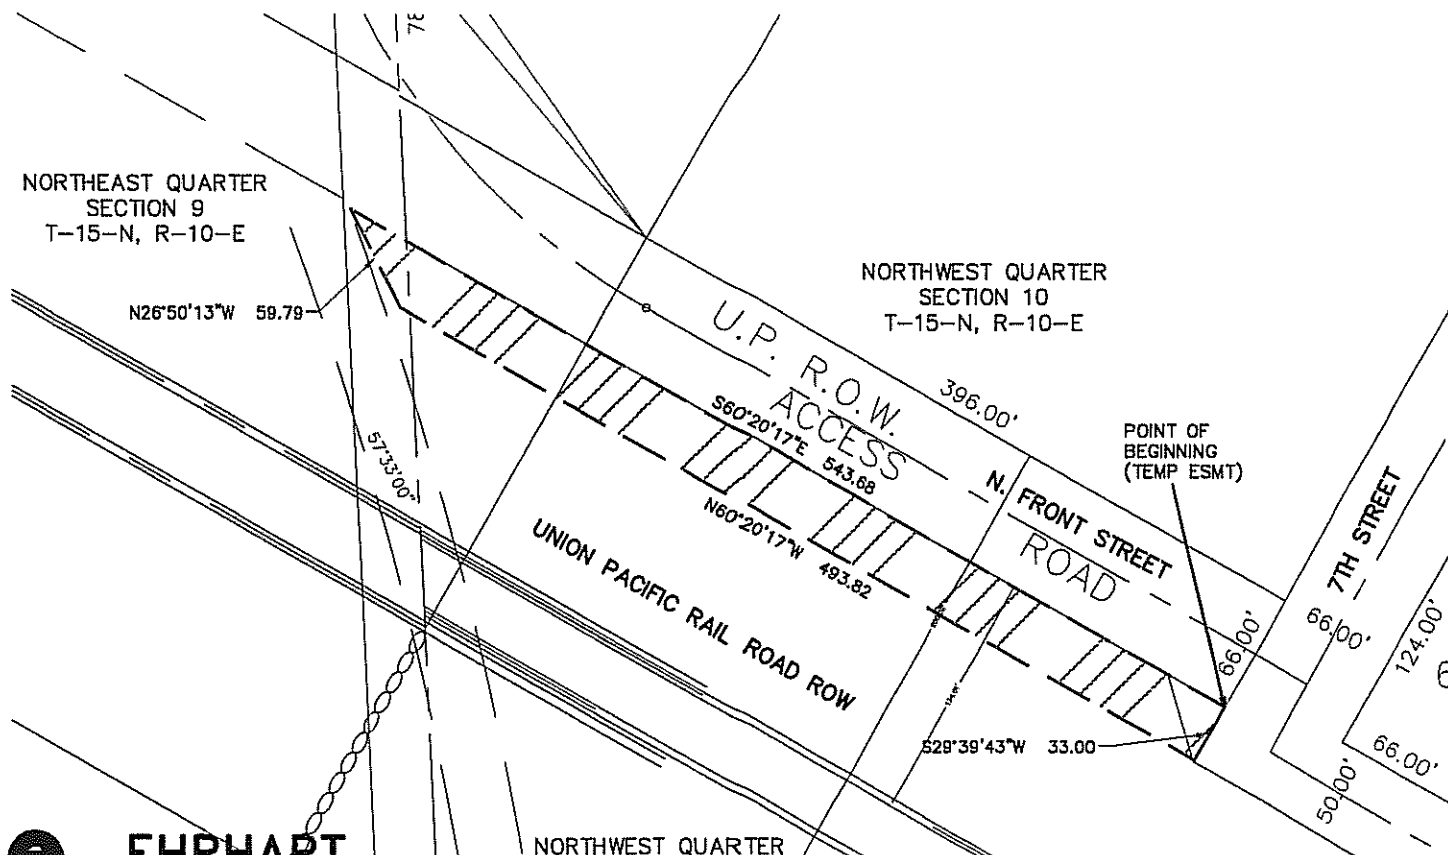 NORTHEAST QUARTER
SECTION 9
T-15-N, R-10-E
N26°50'13"W 59.79
NORTHWEST QUARTER
SECTION 10
T-15-N, R-10-E
U.P. R.O.W.
ACCESS
ROAD
396.00'
S60°20'17"E 543.68
N60°20'17"W 493.82
N. FRONT STREET
POINT OF
BEGINNING
(TEMP ESMT)
7TH STREET
57°33'00"
UNION PACIFIC RAIL ROAD ROW
66.00'
66.00'
124.00'
S29°39'43"W 33.00
66.00'
50.00'
e EHRHART
NORTHWEST QUARTER